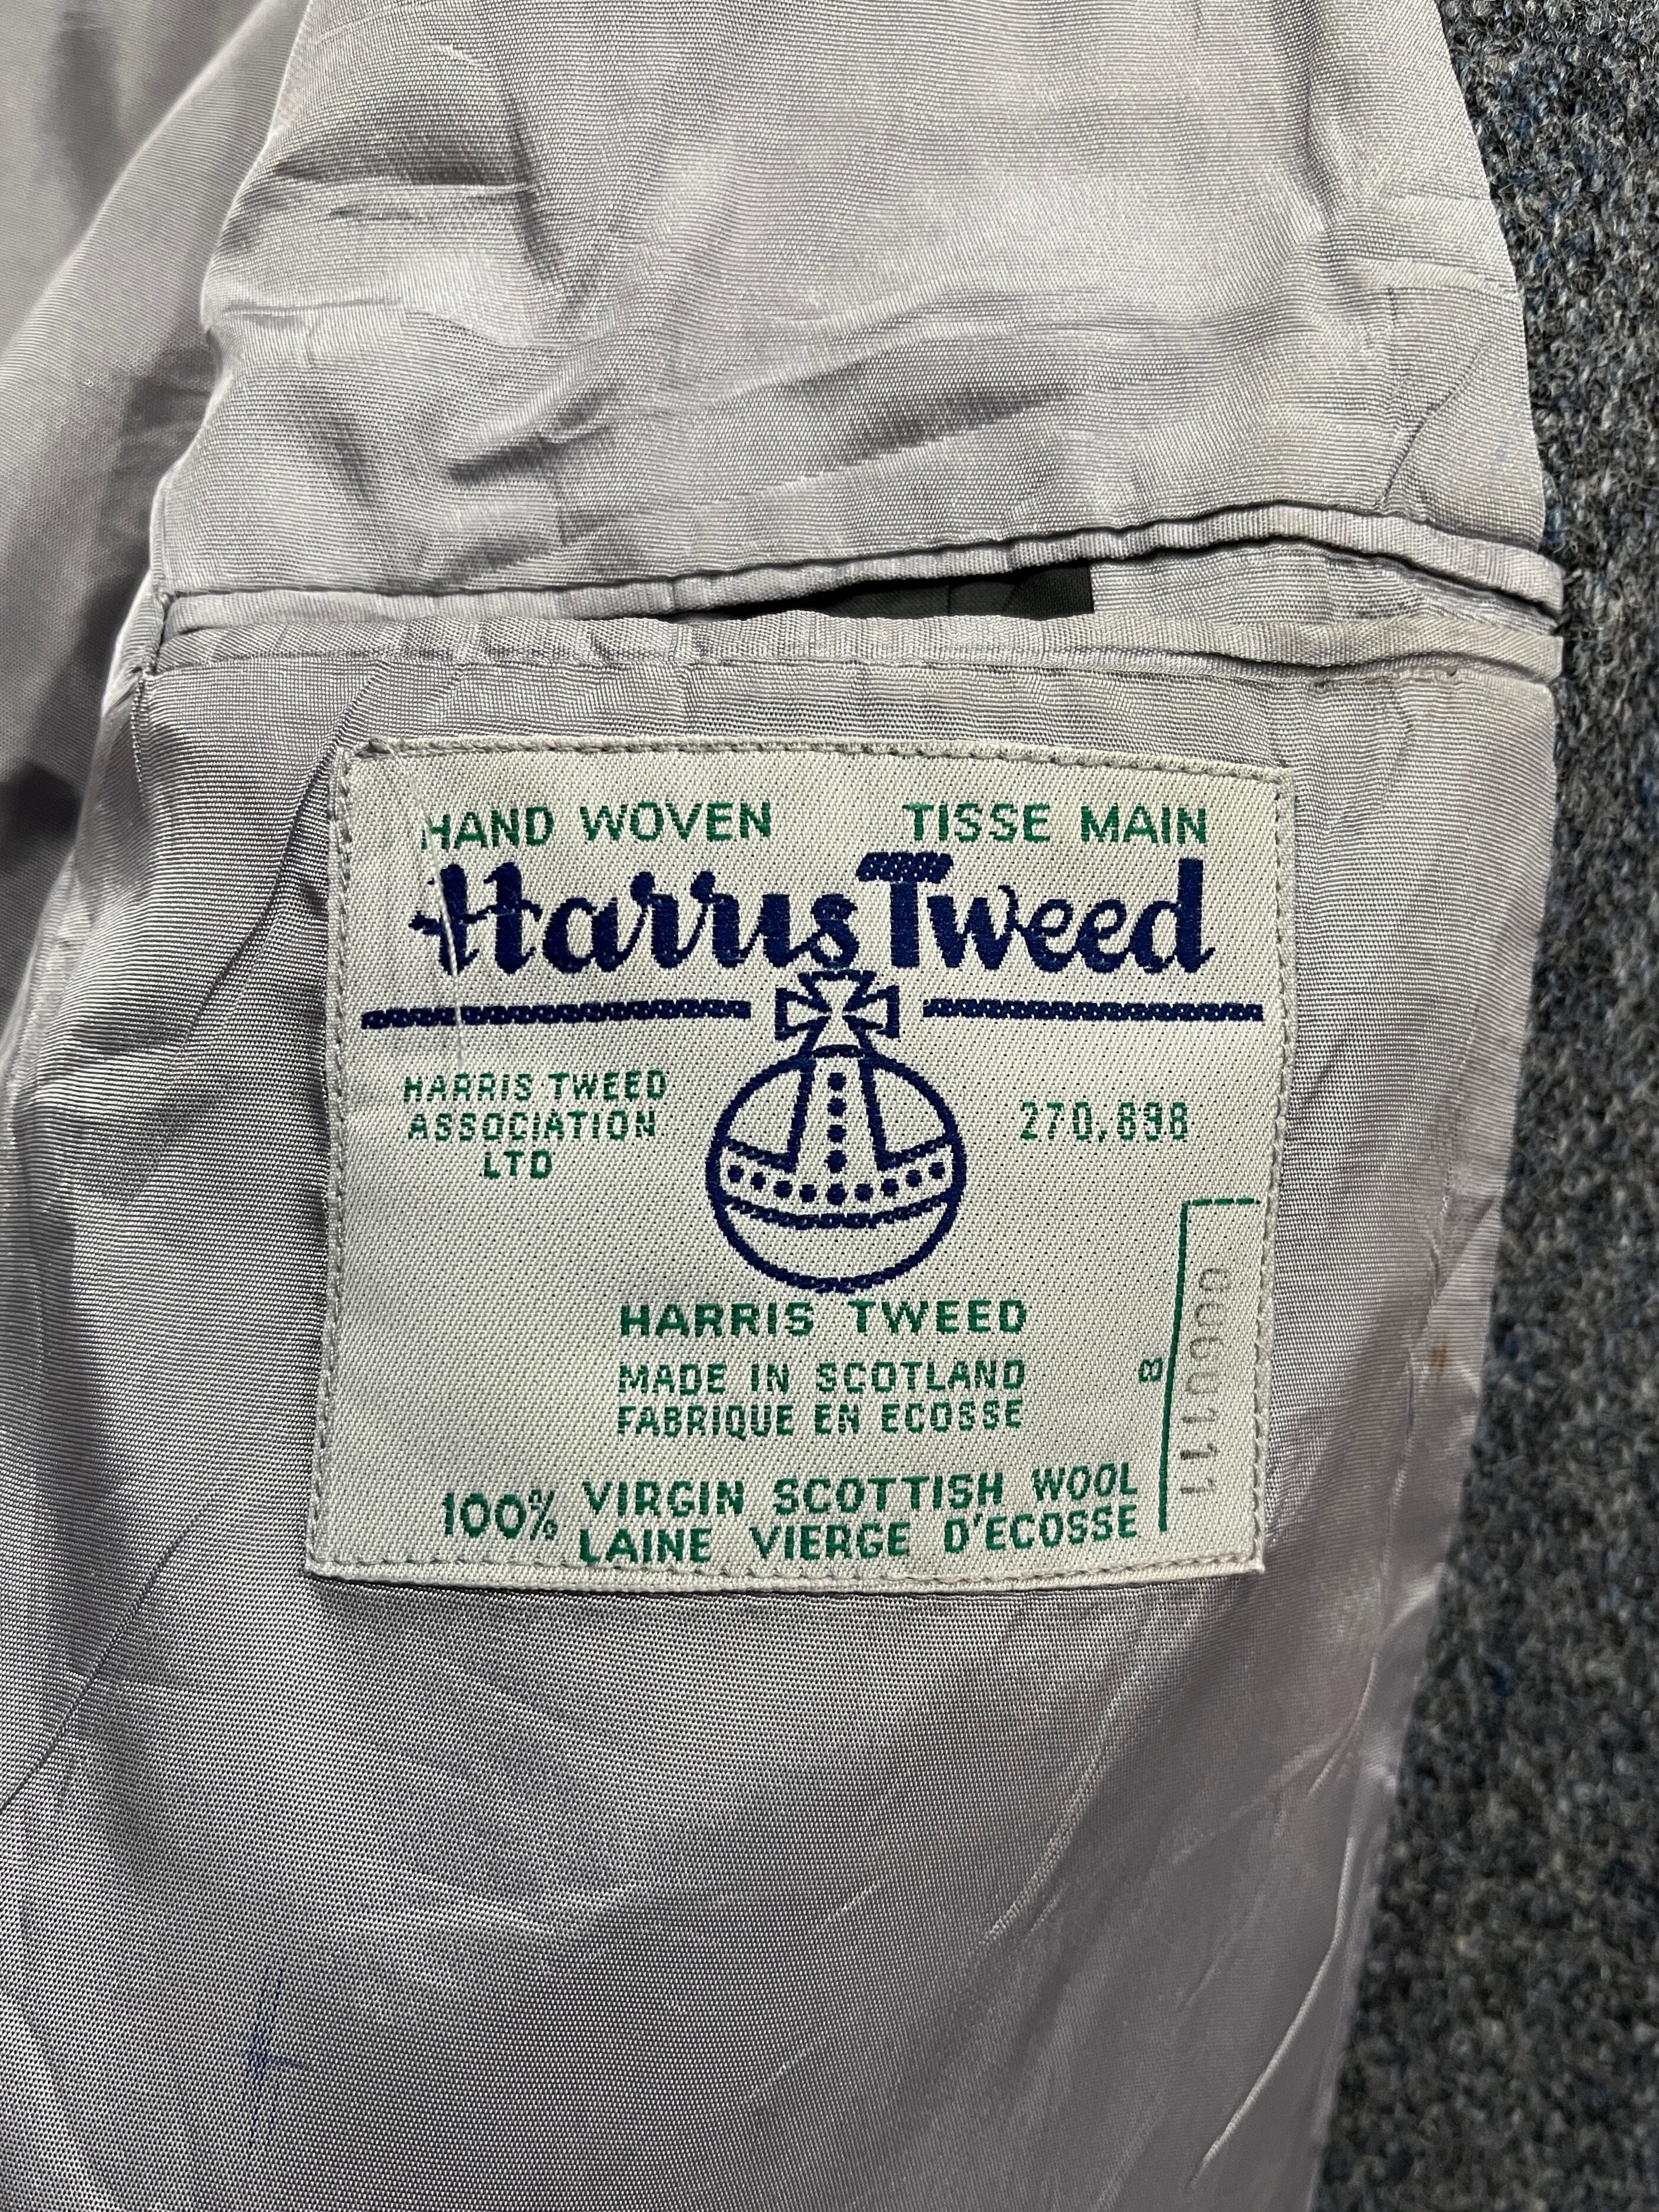 HAND WOVEN TISSE MAIN
Harris Tweed
HARRIS TWEED
ASSOCIATION
LTD
270,898
HARRIS TWEED
MADE IN SCOTLAND
FABRIQUE EN ECOSSE
100% VIRGIN SCOTTISH WOOL
LAINE VIERGE D'ECOSSE
8